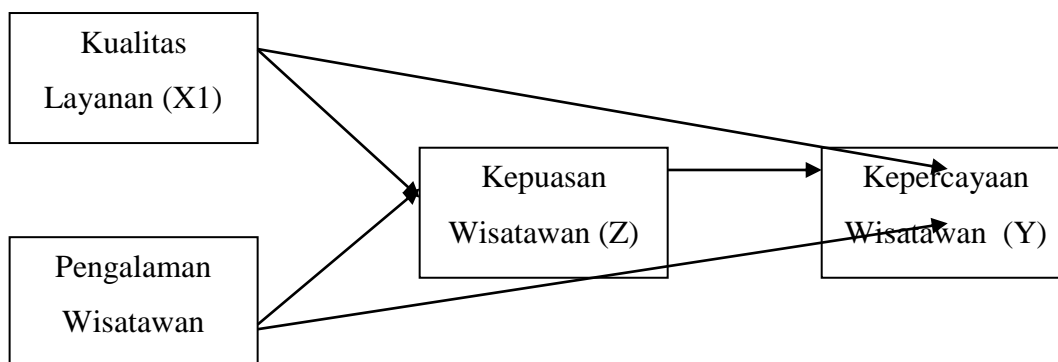 Kualitas
Layanan (X1)
Kepuasan
Wisatawan (Z)
Kepercayaan
Wisatawan (Y)
Pengalaman
Wisatawan